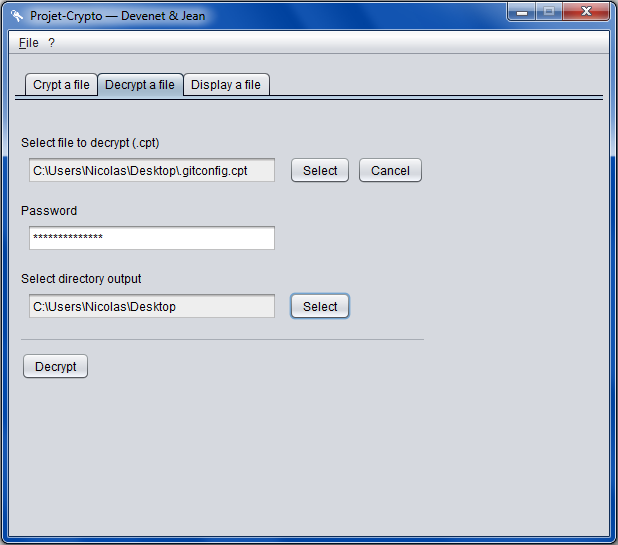 Projet-Crypto — Devenet & Jean
File ?
Crypt a file Decrypt a file Display a file
Select file to decrypt (.cpt)
C:\Users\Nicolas\Desktop\.gitconfig.cpt Select Cancel
Password
**************
Select directory output
C:\Users\Nicolas\Desktop Select
Decrypt